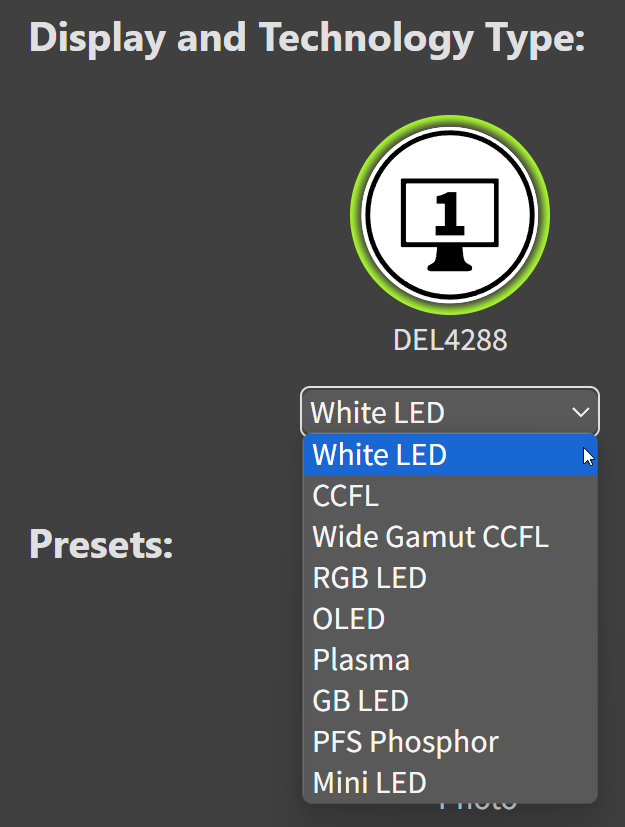 Display and Technology Type:
1
DEL4288
White LED
White LED
CCFL
Wide Gamut CCFL
Presets:
RGB LED
OLED
Plasma
GB LED
PFS Phosphor
Mini LED
Photo